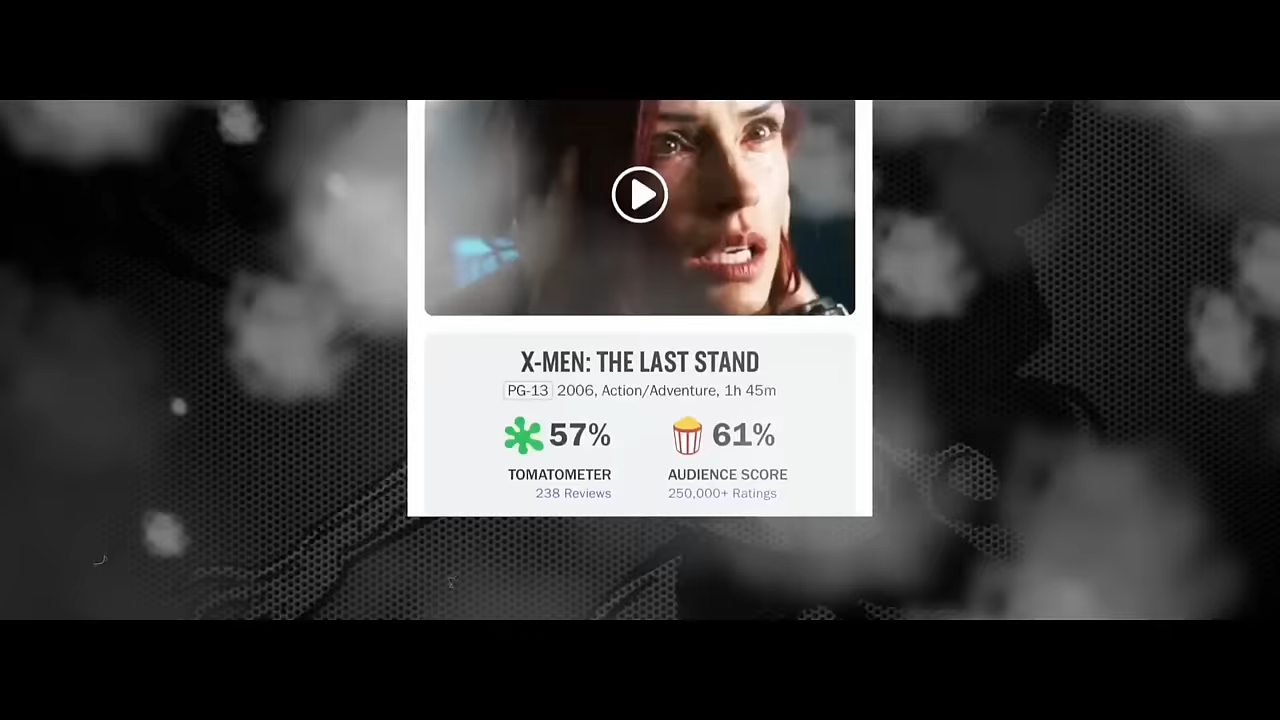 X-MEN: THE LAST STAND
PG-13 2006, Action/Adventure, 1h 45m
57% 61%
TOMATOMETER AUDIENCE SCORE
238 Reviews 250,000+ Ratings